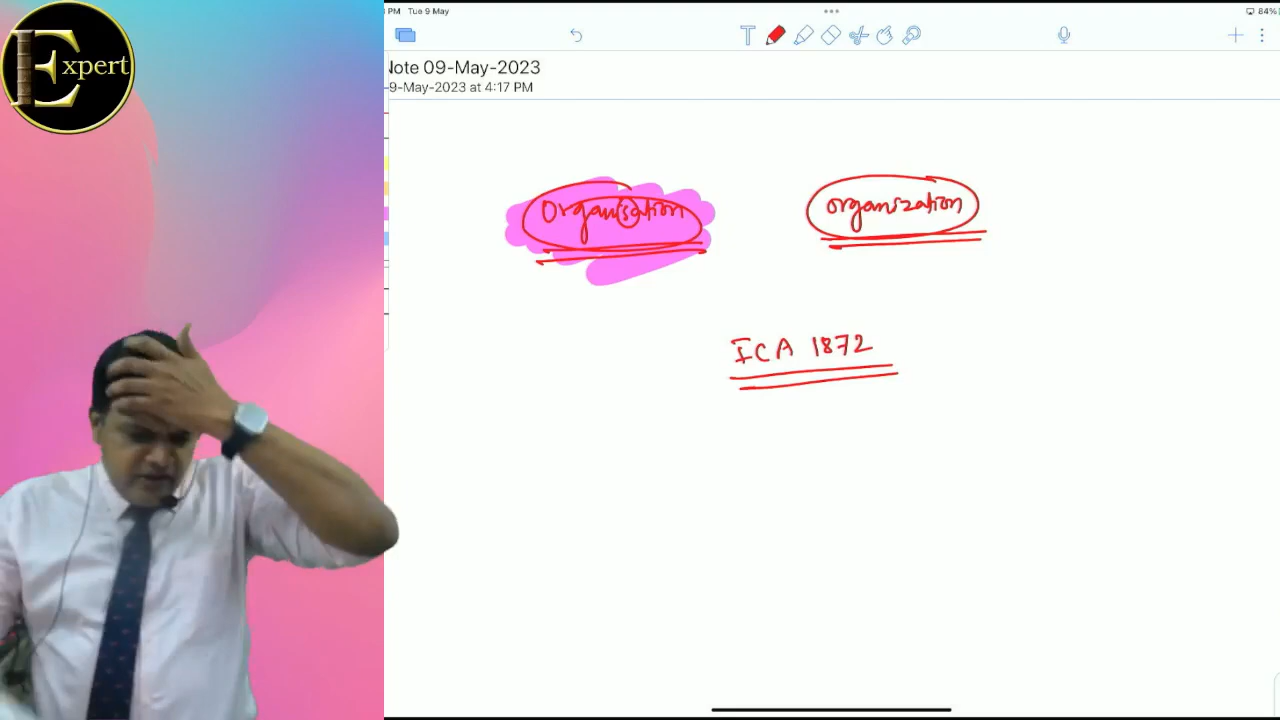 Expert
PM Tue 9 May
84%
Note 09-May-2023
9-May-2023 at 4:17 PM
organisation organization
ICA 1872